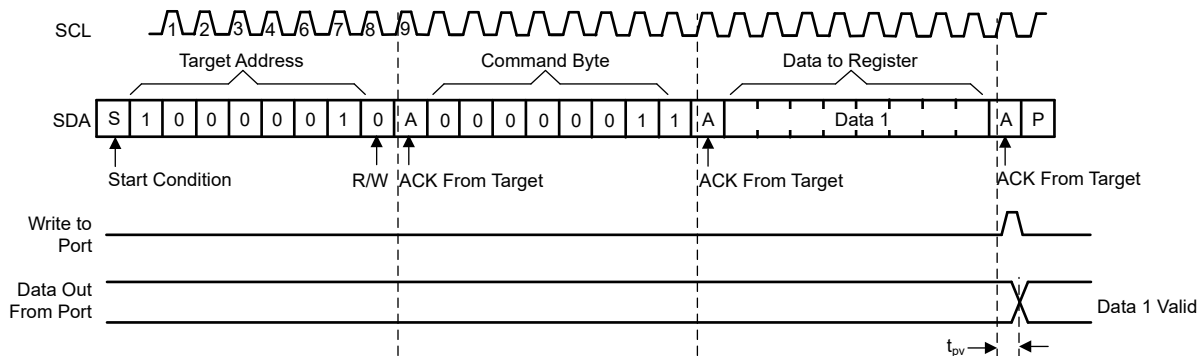 SCL 1 2 3 4 6 7 8 9
Target Address Command Byte Data to Register
SDA S 1 0 0 0 0 0 1 0 A 0 0 0 0 0 0 1 1 A Data 1 A P
Start Condition R/W ACK From Target ACK From Target ACK From Target
Write to
Port
Data Out
From Port
Data 1 Valid
tpv